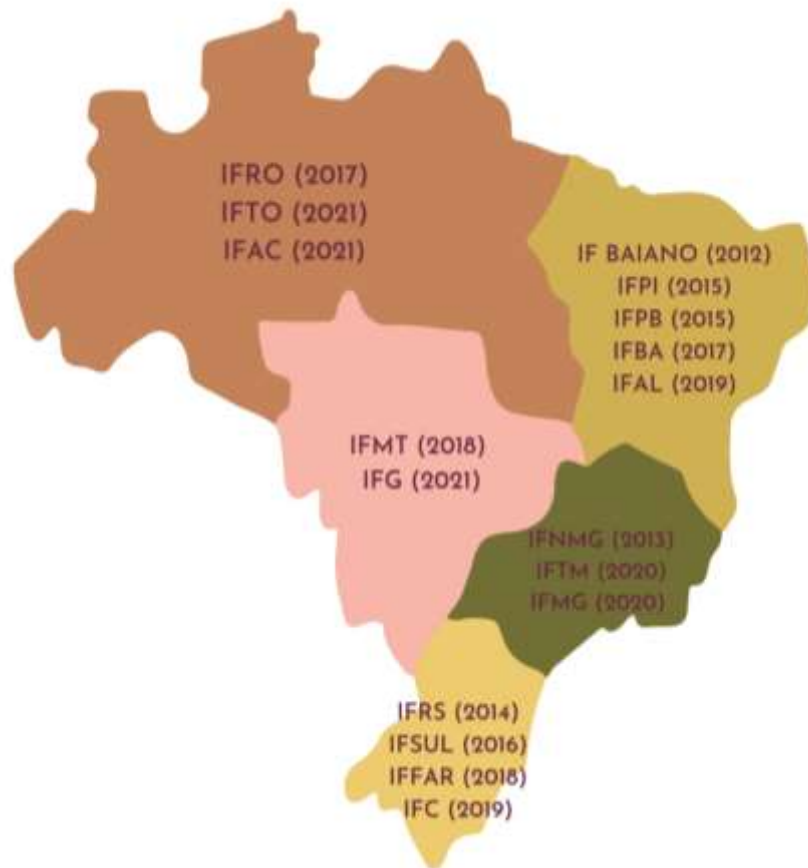 IFRO (2017)
IFTO (2021)
IFAC (2021)
IF BAIANO (2012)
IFPI (2015)
IFPB (2015)
IFBA (2017)
IFAL (2019)
IFMT (2018)
IFG (2021)
IFNMG (2013)
IFTM (2020)
IFMG (2020)
IFRS (2014)
IFSUL (2016)
IFFAR (2018)
IFC (2019)